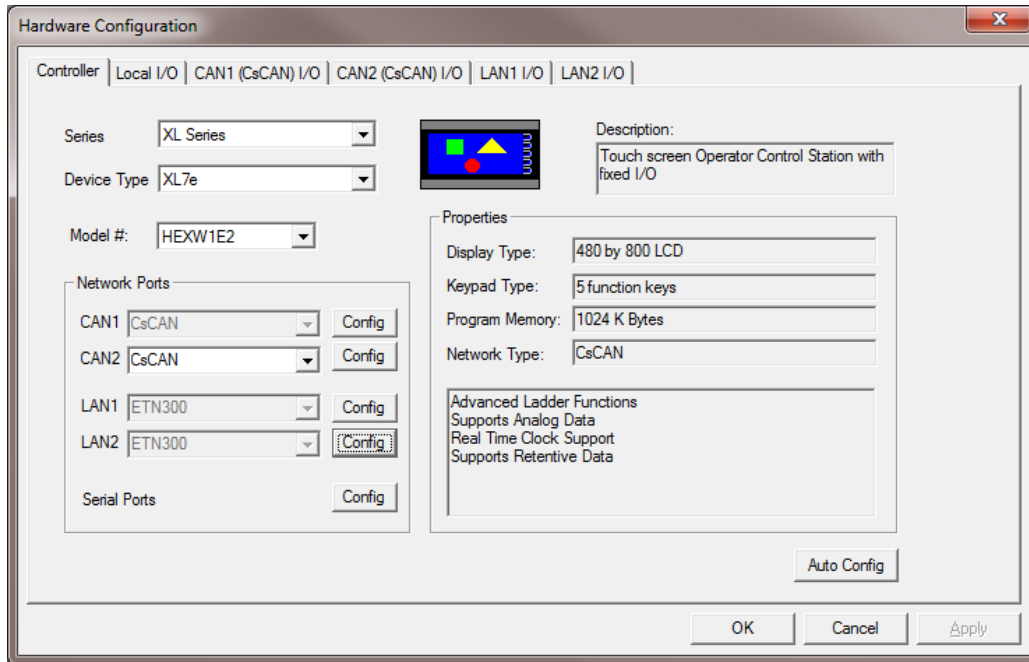 Hardware Configuration
x
Controller Local I/O CAN1 (CsCAN) I/O CAN2 (CsCAN) I/O LAN1 I/O LAN2 I/O
Series XL Series
Device Type XL7e
Model #: HEXW1E2
Network Ports
CAN1 CsCAN Config
CAN2 CsCAN Config
LAN1 ETN300 Config
LAN2 ETN300 Config
Serial Ports Config
Description:
Touch screen Operator Control Station with
fixed I/O
Properties
Display Type: 480 by 800 LCD
Keypad Type: 5 function keys
Program Memory: 1024 K Bytes
Network Type: CsCAN
Advanced Ladder Functions
Supports Analog Data
Real Time Clock Support
Supports Retentive Data
Auto Config
OK Cancel Apply